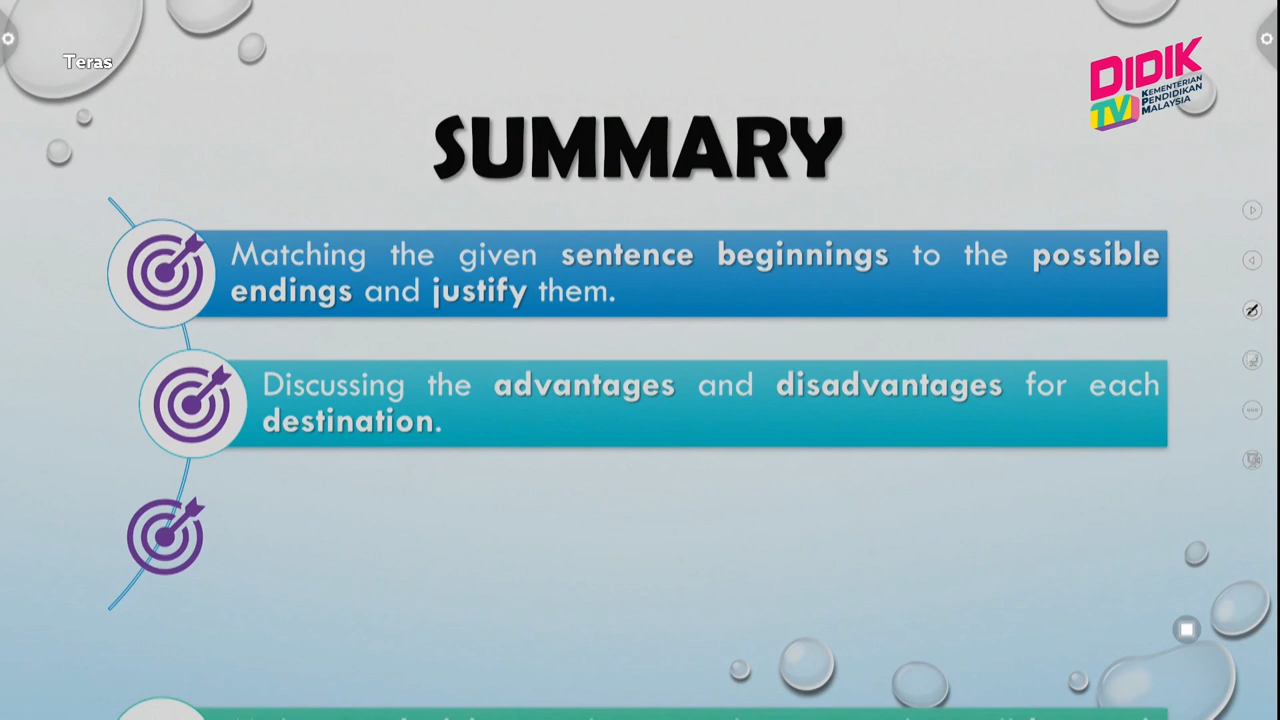 Teras
DIDIK
TV
KEMENTERIAN
PENDIDIKAN
MALAYSIA
SUMMARY
Matching the given sentence beginnings to the possible
endings and justify them.
Discussing the advantages and disadvantages for each
destination.